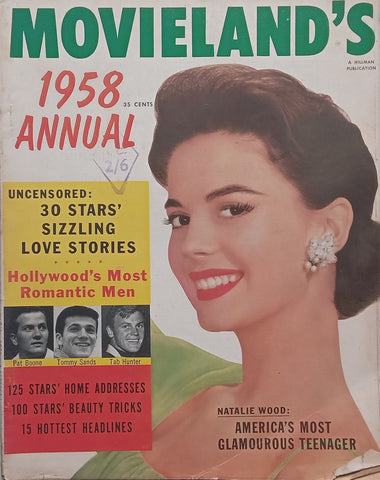 MOVIELAND'S
A HILLMAN
PUBLICATION
1958
35 CENTS
ANNUAL
2/6
UNCENSORED:
30 STARS'
SIZZLING
LOVE STORIES
Hollywood's Most
Romantic Men
Pat Boone Tommy Sands Tab Hunter
125 STARS' HOME ADDRESSES
100 STARS' BEAUTY TRICKS
15 HOTTEST HEADLINES
NATALIE WOOD:
AMERICA'S MOST
GLAMOUROUS TEENAGER